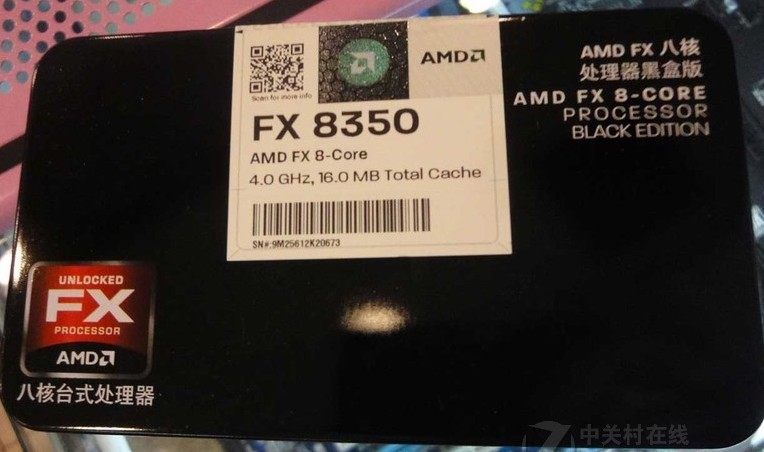 Scan for more info
AMD
FX 8350
AMD FX 8-Core
4.0 GHz, 16.0 MB Total Cache
SN#:9M25612K20673
AMD FX 八核
处理器黑盒版
AMD FX 8-CORE
PROCESSOR
BLACK EDITION
UNLOCKED
FX
PROCESSOR
AMD
八核台式处理器
中关村在线